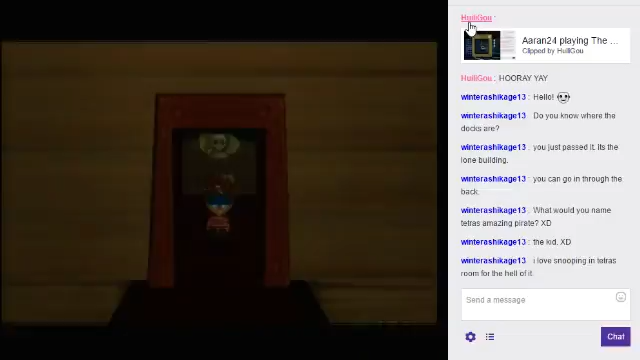 HulliGou :
Aaran24 playing The ...
Clipped by HulliGou
HulliGou : HOORAY YAY
winterashikage13 : Hello!
winterashikage13 : Do you know where the
docks are?
winterashikage13 : you just passed it. Its the
lone building.
winterashikage13 : you can go in through the
back.
winterashikage13 : What would you name
tetras amazing pirate? XD
winterashikage13 : the kid. XD
winterashikage13 : i love snooping in tetras
room for the hell of it.
Send a message
Chat